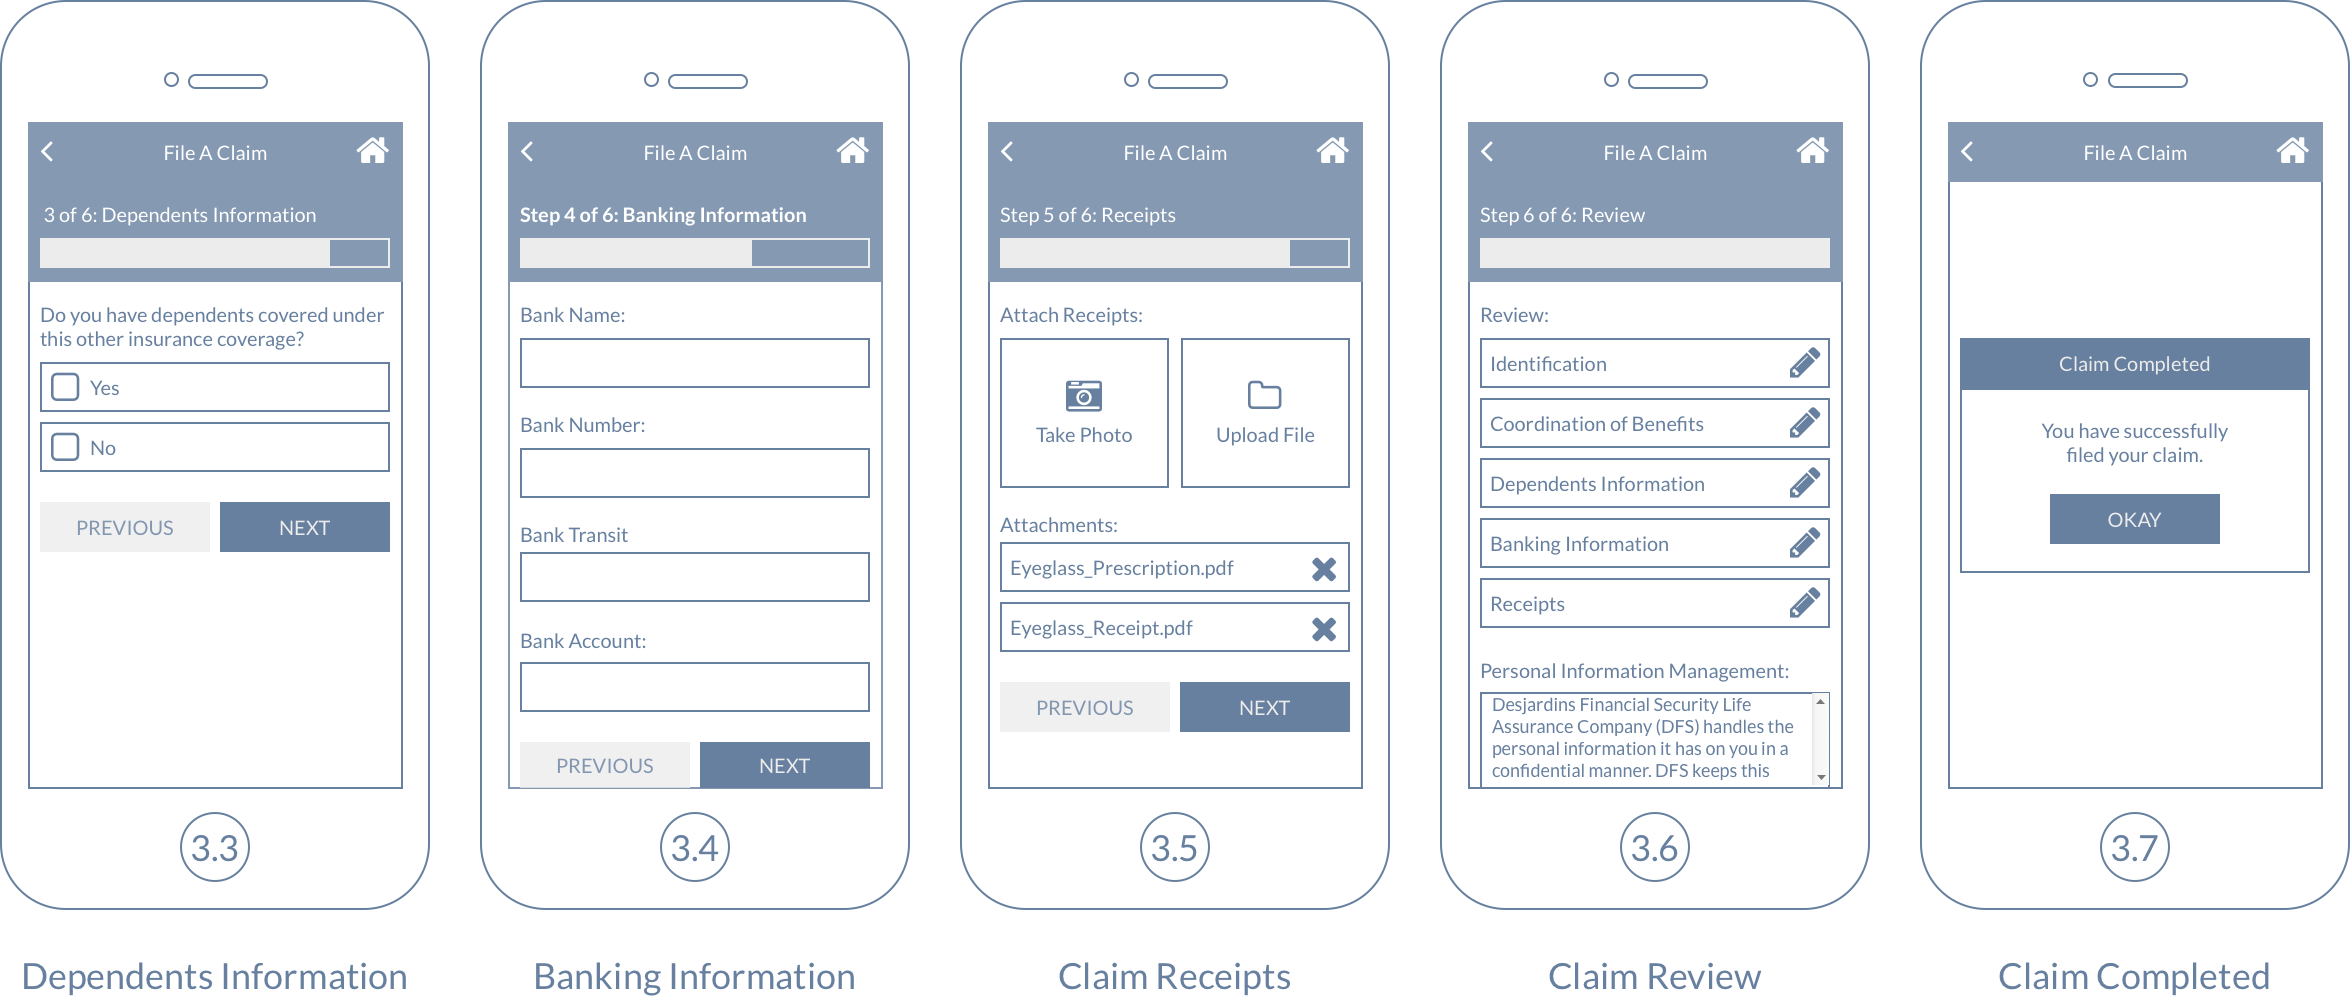 File A Claim
3 of 6: Dependents Information
Do you have dependents covered under
this other insurance coverage?
Yes
No
PREVIOUS
NEXT
3.3
Dependents Information
File A Claim
Step 4 of 6: Banking Information
Bank Name:
Bank Number:
Bank Transit
Bank Account:
PREVIOUS
NEXT
3.4
Banking Information
File A Claim
Step 5 of 6: Receipts
Attach Receipts:
Take Photo
Upload File
Attachments:
Eyeglass_Prescription.pdf
Eyeglass_Receipt.pdf
PREVIOUS
NEXT
3.5
Claim Receipts
File A Claim
Step 6 of 6: Review
Review:
Identification
Coordination of Benefits
Dependents Information
Banking Information
Receipts
Personal Information Management:
Desjardins Financial Security Life
Assurance Company (DFS) handles the
personal information it has on you in a
confidential manner. DFS keeps this
3.6
Claim Review
File A Claim
Claim Completed
You have successfully
filed your claim.
OKAY
3.7
Claim Completed